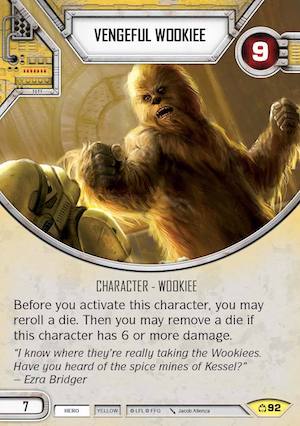 VENGEFUL WOOKIEE
9
CHARACTER - WOOKIEE
Before you activate this character, you may
reroll a die. Then you may remove a die if
this character has 6 or more damage.
"I know where they're really taking the Wookiees.
Have you heard of the spice mines of Kessel?"
– Ezra Bridger
7
HERO
YELLOW
© LFL © FFG
Jacob Atienza
92